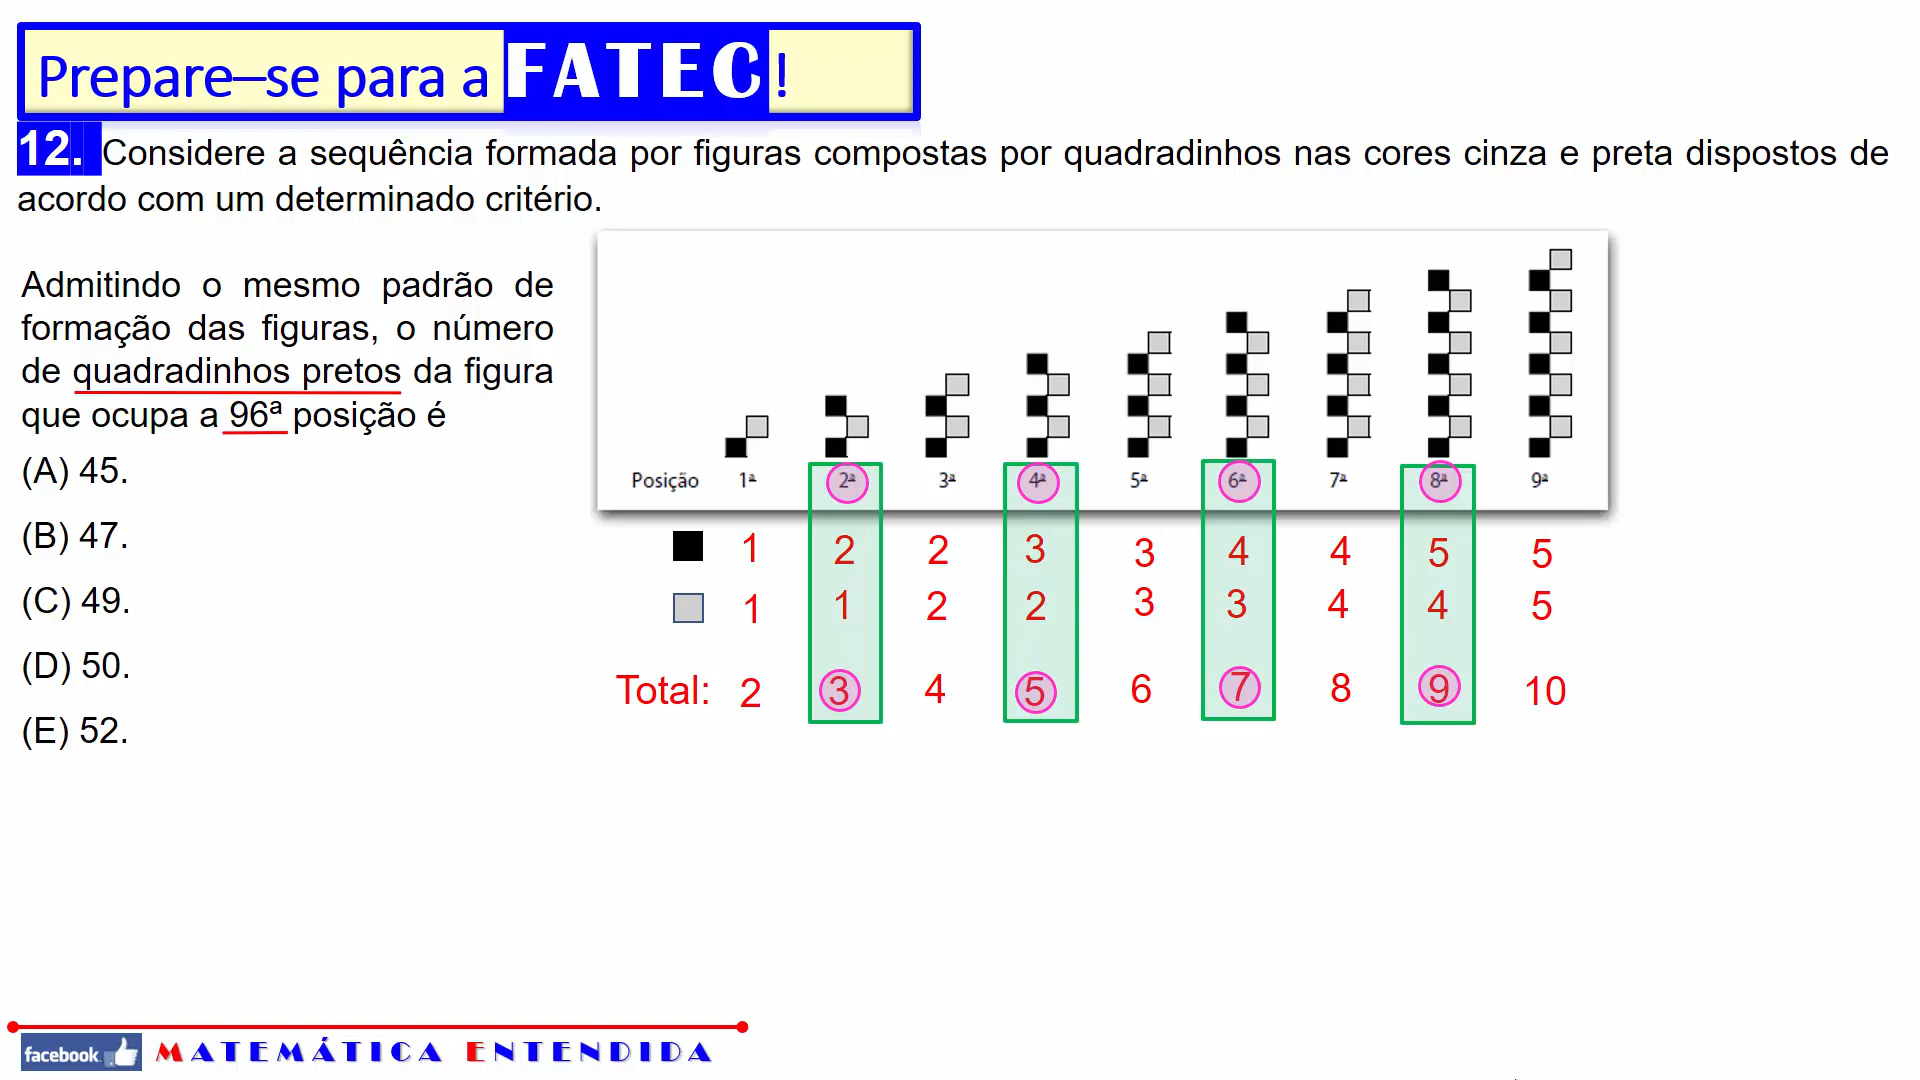 Prepare–se para a FATEC!
12. Considere a sequência formada por figuras compostas por quadradinhos nas cores cinza e preta dispostos de
acordo com um determinado critério.
Admitindo o mesmo padrão de
formação das figuras, o número
de quadradinhos pretos da figura
que ocupa a 96ª posição é
(A) 45.
(B) 47.
(C) 49.
(D) 50.
(E) 52.
Posição 1ª 2ª 3ª 4ª 5ª 6ª 7ª 8ª 9ª
1 2 2 3 3 4 4 5 5
1 1 2 2 3 3 4 4 5
Total: 2 3 4 5 6 7 8 9 10
facebook MATEMÁTICA ENTENDIDA